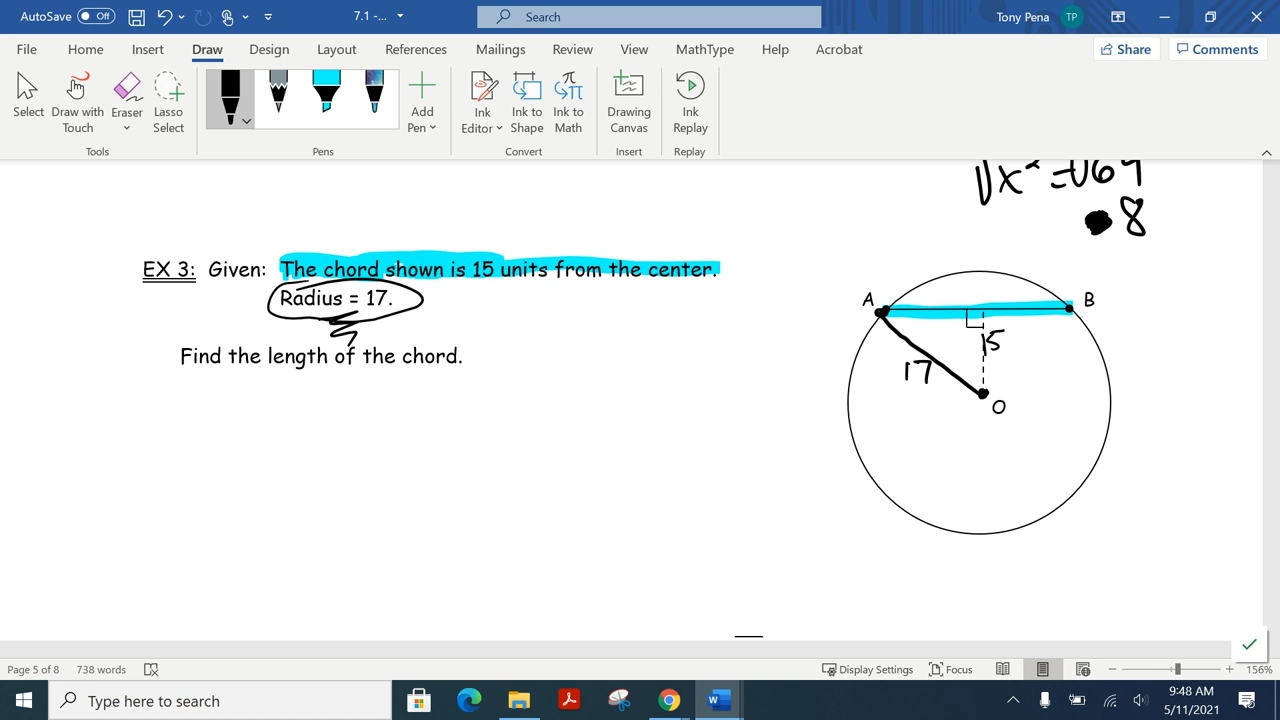 AutoSave Off 7.1 -... Search Tony Pena TP
File Home Insert Draw Design Layout References Mailings Review View MathType Help Acrobat Share Comments
Select Draw with Touch Eraser Lasso Select Add Pen Ink Editor Ink to Shape Ink to Math Drawing Canvas Ink Replay
Tools Pens Convert Insert Replay
√x² = √64
8
EX 3: Given: The chord shown is 15 units from the center.
Radius = 17.
Find the length of the chord.
A B
15
17
O
Page 5 of 8 738 words Display Settings Focus 156%
Type here to search 9:48 AM
5/11/2021